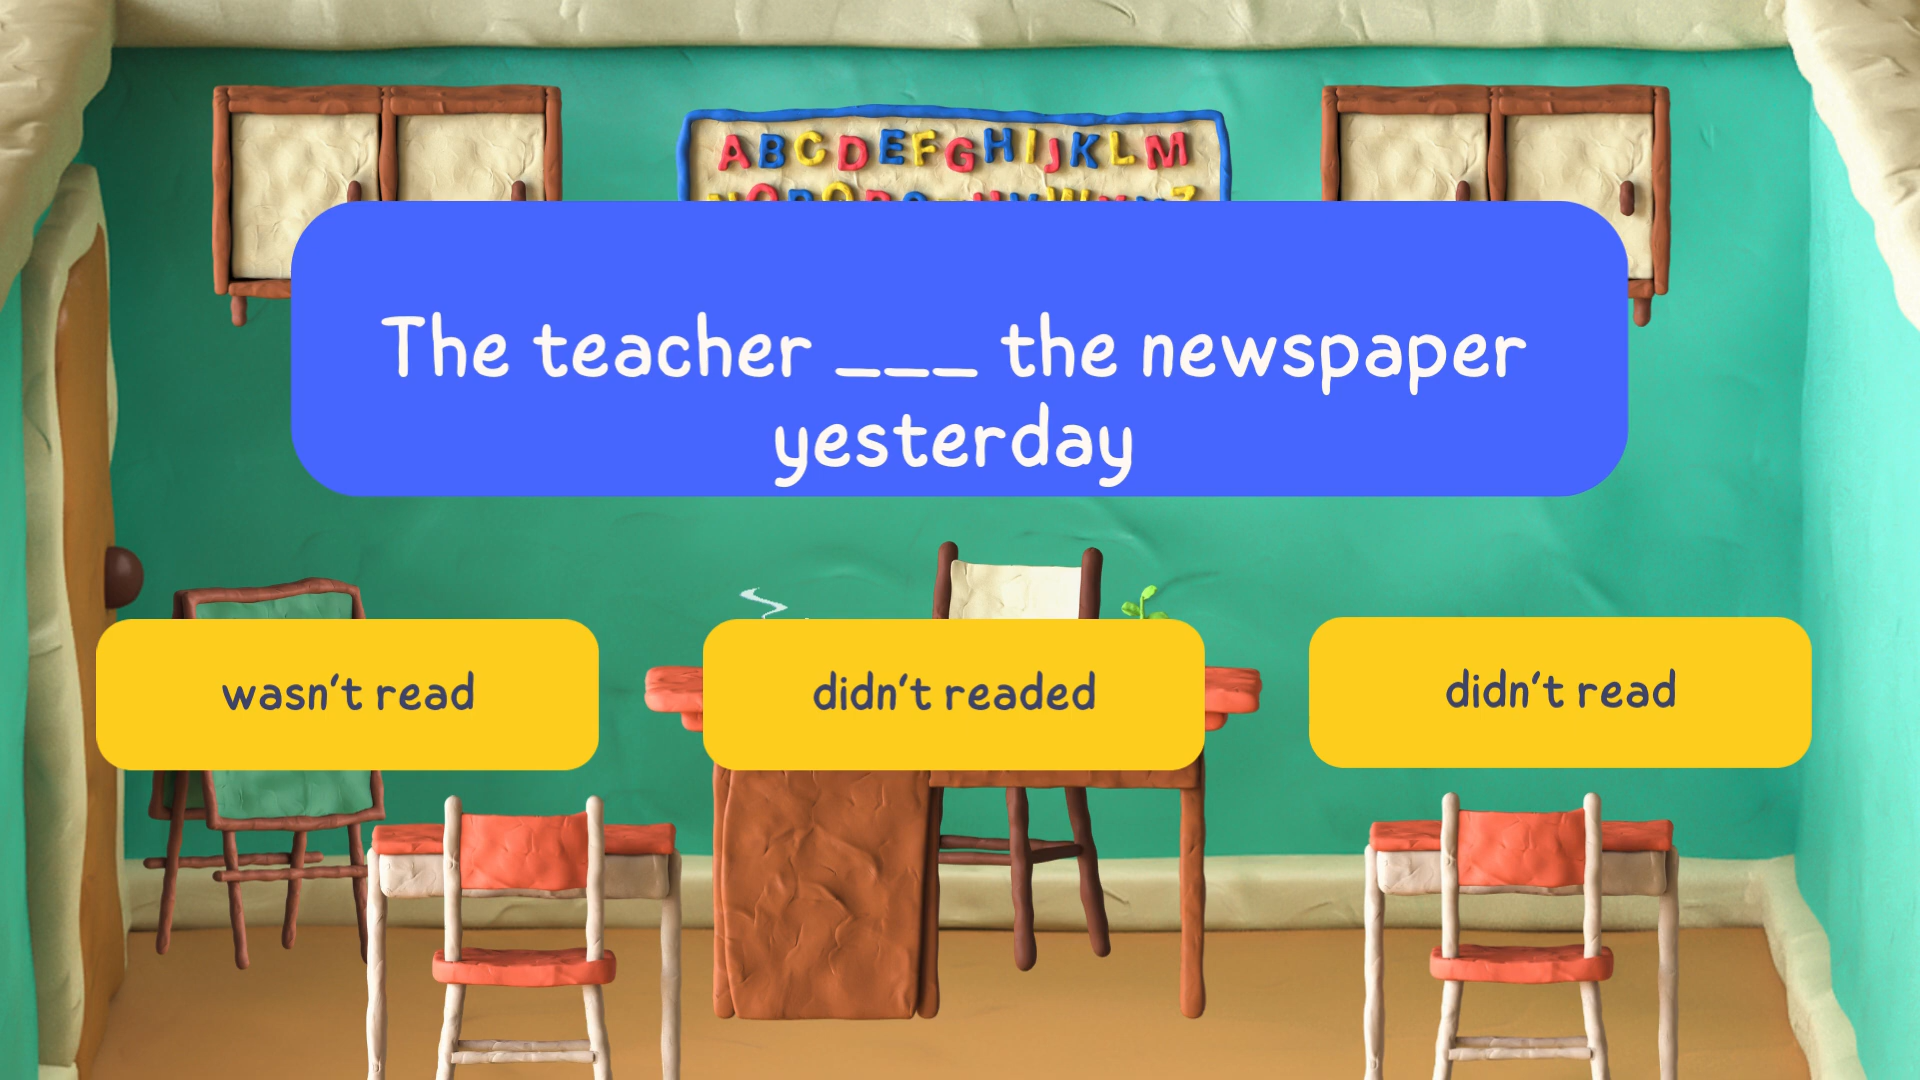 ABCDEFGHIJKLM
The teacher ___ the newspaper
yesterday
wasn't read
didn't readed
didn't read